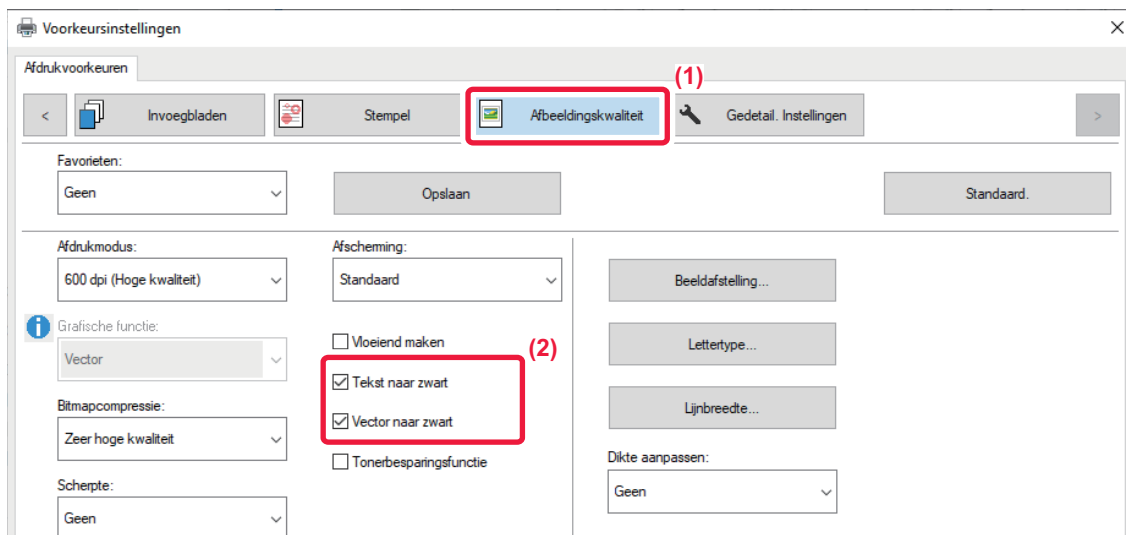 Voorkeursinstellingen
Afdrukvoorkeuren
(1)
< Invoegbladen Stempel Afbeeldingskwaliteit Gedetail. Instellingen >
Favorieten:
Geen Opslaan Standaard.
Afdrukmodus: Afscherming:
600 dpi (Hoge kwaliteit) Standaard Beeldafstelling...
Grafische functie:
Vector Vloeiend maken Lettertype...
(2)
Tekst naar zwart
Bitmapcompressie: Vector naar zwart Lijnbreedte...
Zeer hoge kwaliteit
Tonerbesparingsfunctie Dikte aanpassen:
Scherpte:
Geen Geen